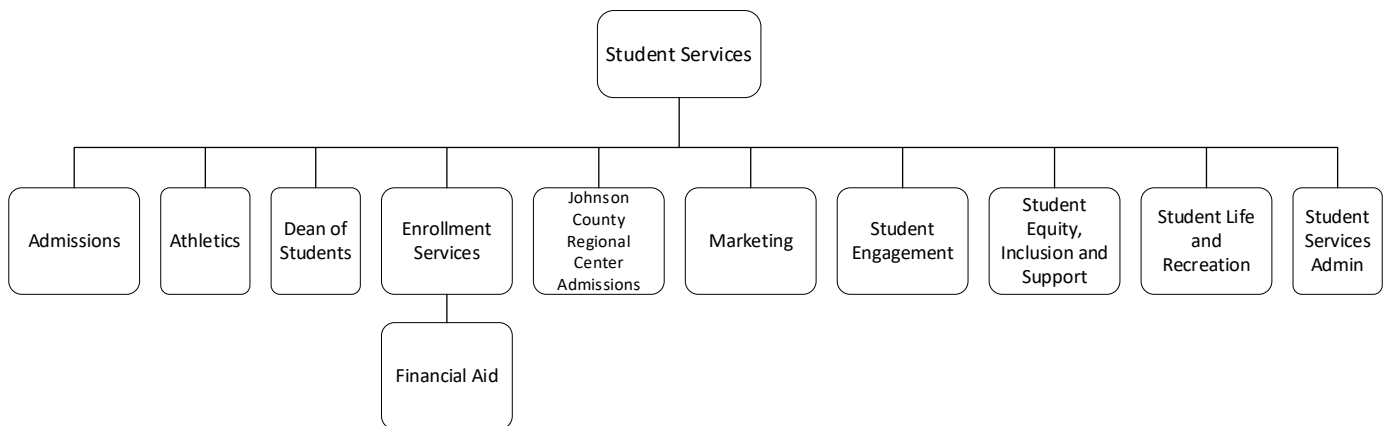 Student Services
Admissions
Athletics
Dean of
Students
Enrollment
Services
Johnson
County
Regional
Center
Admissions
Marketing
Student
Engagement
Student
Equity,
Inclusion and
Support
Student Life
and
Recreation
Student
Services
Admin
Financial Aid